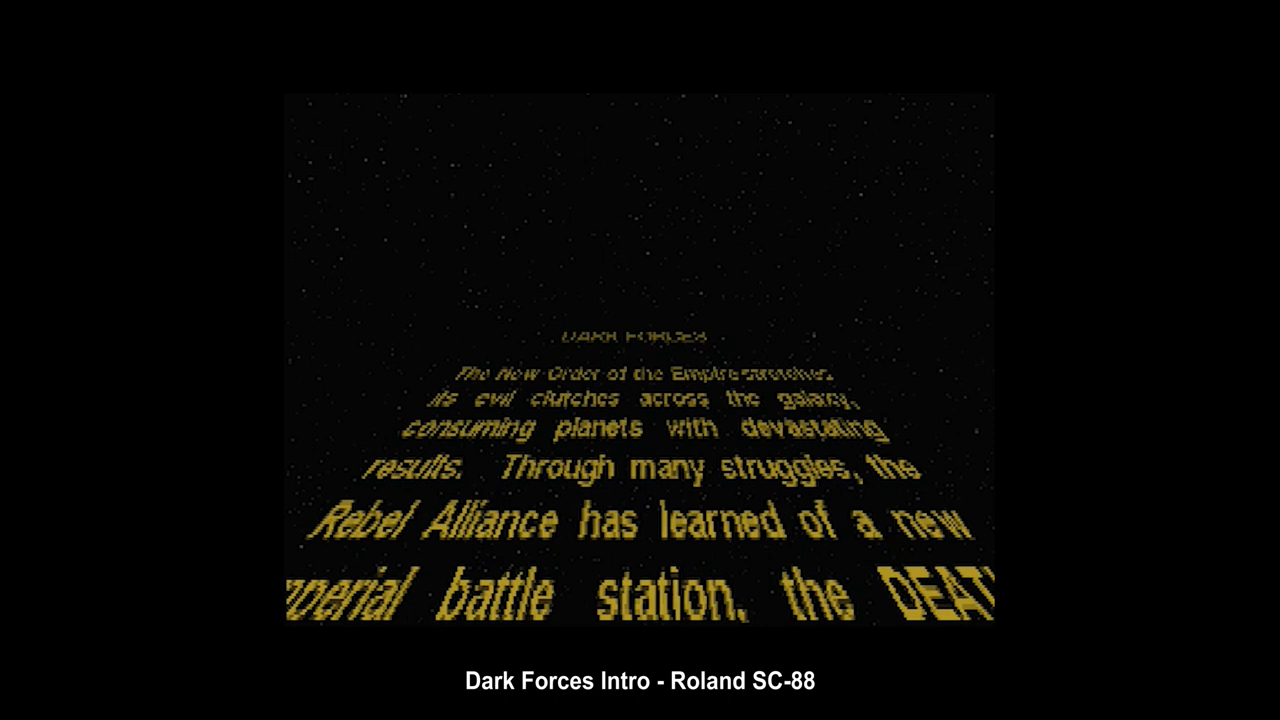 DARK FORCES
The New Order of the Empire stretches
its evil clutches across the galaxy,
consuming planets with devastating
results. Through many struggles, the
Rebel Alliance has learned of a new
perial battle station, the DEAT
Dark Forces Intro - Roland SC-88